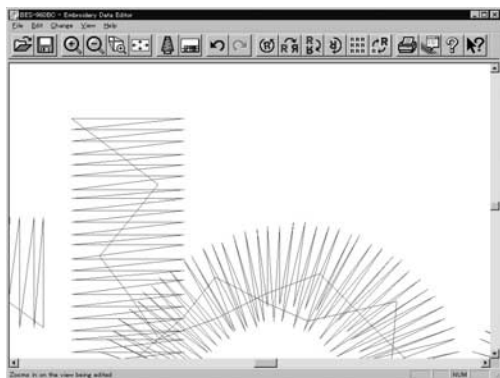 BES-960BC - Embroidery Data Editor
File Edit Change View Help
Zooms in on the view being edited
NUM